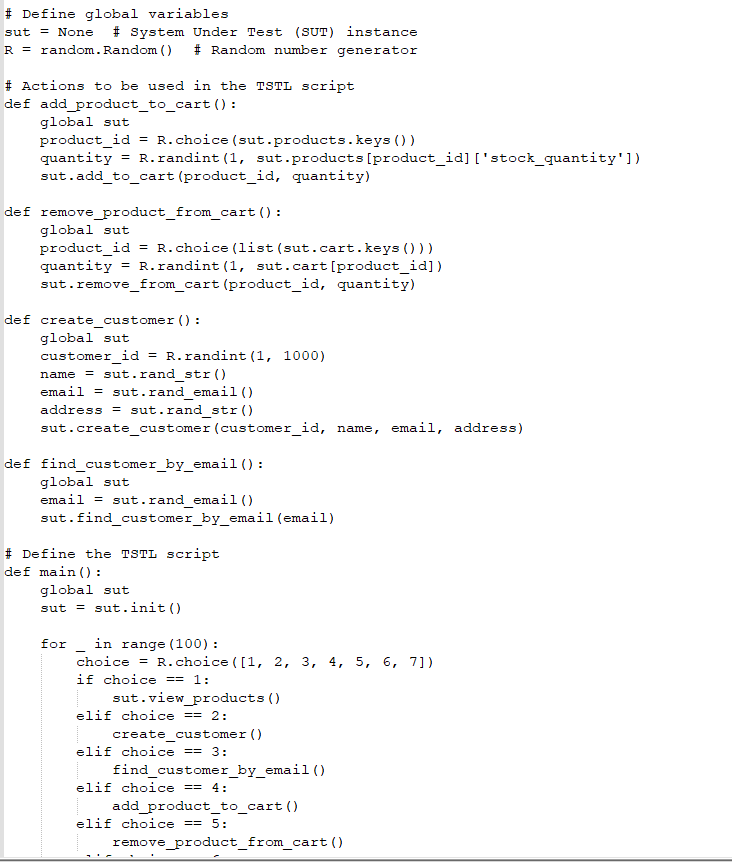 # Define global variables
sut = None  # System Under Test (SUT) instance
R = random.Random()  # Random number generator

# Actions to be used in the TSTL script
def add_product_to_cart():
    global sut
    product_id = R.choice(sut.products.keys())
    quantity = R.randint(1, sut.products[product_id]['stock_quantity'])
    sut.add_to_cart(product_id, quantity)

def remove_product_from_cart():
    global sut
    product_id = R.choice(list(sut.cart.keys()))
    quantity = R.randint(1, sut.cart[product_id])
    sut.remove_from_cart(product_id, quantity)

def create_customer():
    global sut
    customer_id = R.randint(1, 1000)
    name = sut.rand_str()
    email = sut.rand_email()
    address = sut.rand_str()
    sut.create_customer(customer_id, name, email, address)

def find_customer_by_email():
    global sut
    email = sut.rand_email()
    sut.find_customer_by_email(email)

# Define the TSTL script
def main():
    global sut
    sut = sut.init()

    for _ in range(100):
        choice = R.choice([1, 2, 3, 4, 5, 6, 7])
        if choice == 1:
            sut.view_products()
        elif choice == 2:
            create_customer()
        elif choice == 3:
            find_customer_by_email()
        elif choice == 4:
            add_product_to_cart()
        elif choice == 5:
            remove_product_from_cart()